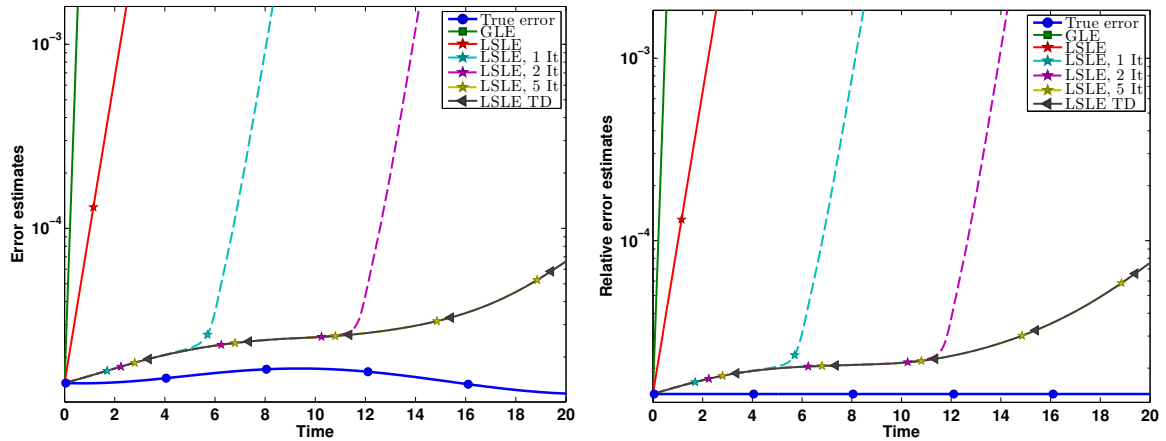 True error
GLE
LSLE
LSLE, 1 It
LSLE, 2 It
LSLE, 5 It
LSLE TD
10⁻³
10⁻⁴
Error estimates
0 2 4 6 8 10 12 14 16 18 20
Time
True error
GLE
LSLE
LSLE, 1 It
LSLE, 2 It
LSLE, 5 It
LSLE TD
10⁻³
10⁻⁴
Relative error estimates
0 2 4 6 8 10 12 14 16 18 20
Time